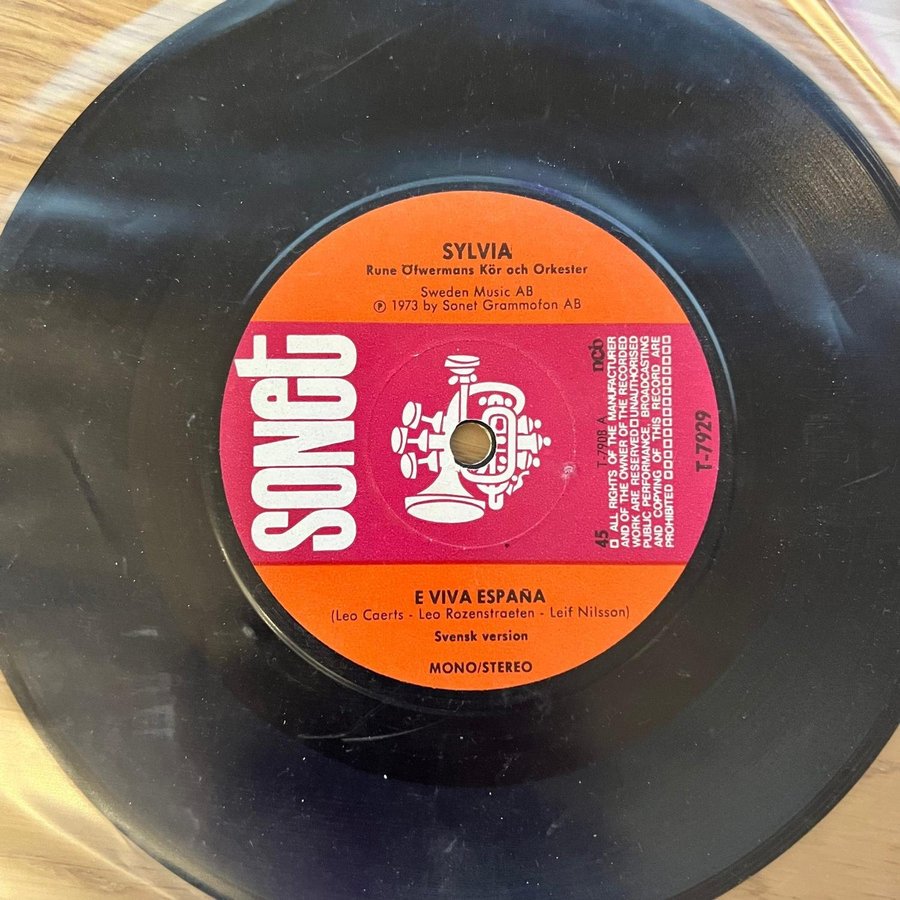 SYLVIA
Rune Öfwermans Kör och Orkester
Sweden Music AB
Ⓟ 1973 by Sonet Grammofon AB
sonet
ncb
45 T-7908 A
□ ALL RIGHTS OF THE MANUFACTURER
AND OF THE OWNER OF THE RECORDED
WORK ARE RESERVED□UNAUTHORISED
PUBLIC PERFORMANCE, BROADCASTING
AND COPYING OF THIS RECORD ARE
PROHIBITED □□□□□□□□□□□□□
T-7929
E VIVA ESPAÑA
(Leo Caerts - Leo Rozenstraeten - Leif Nilsson)
Svensk version
MONO/STEREO